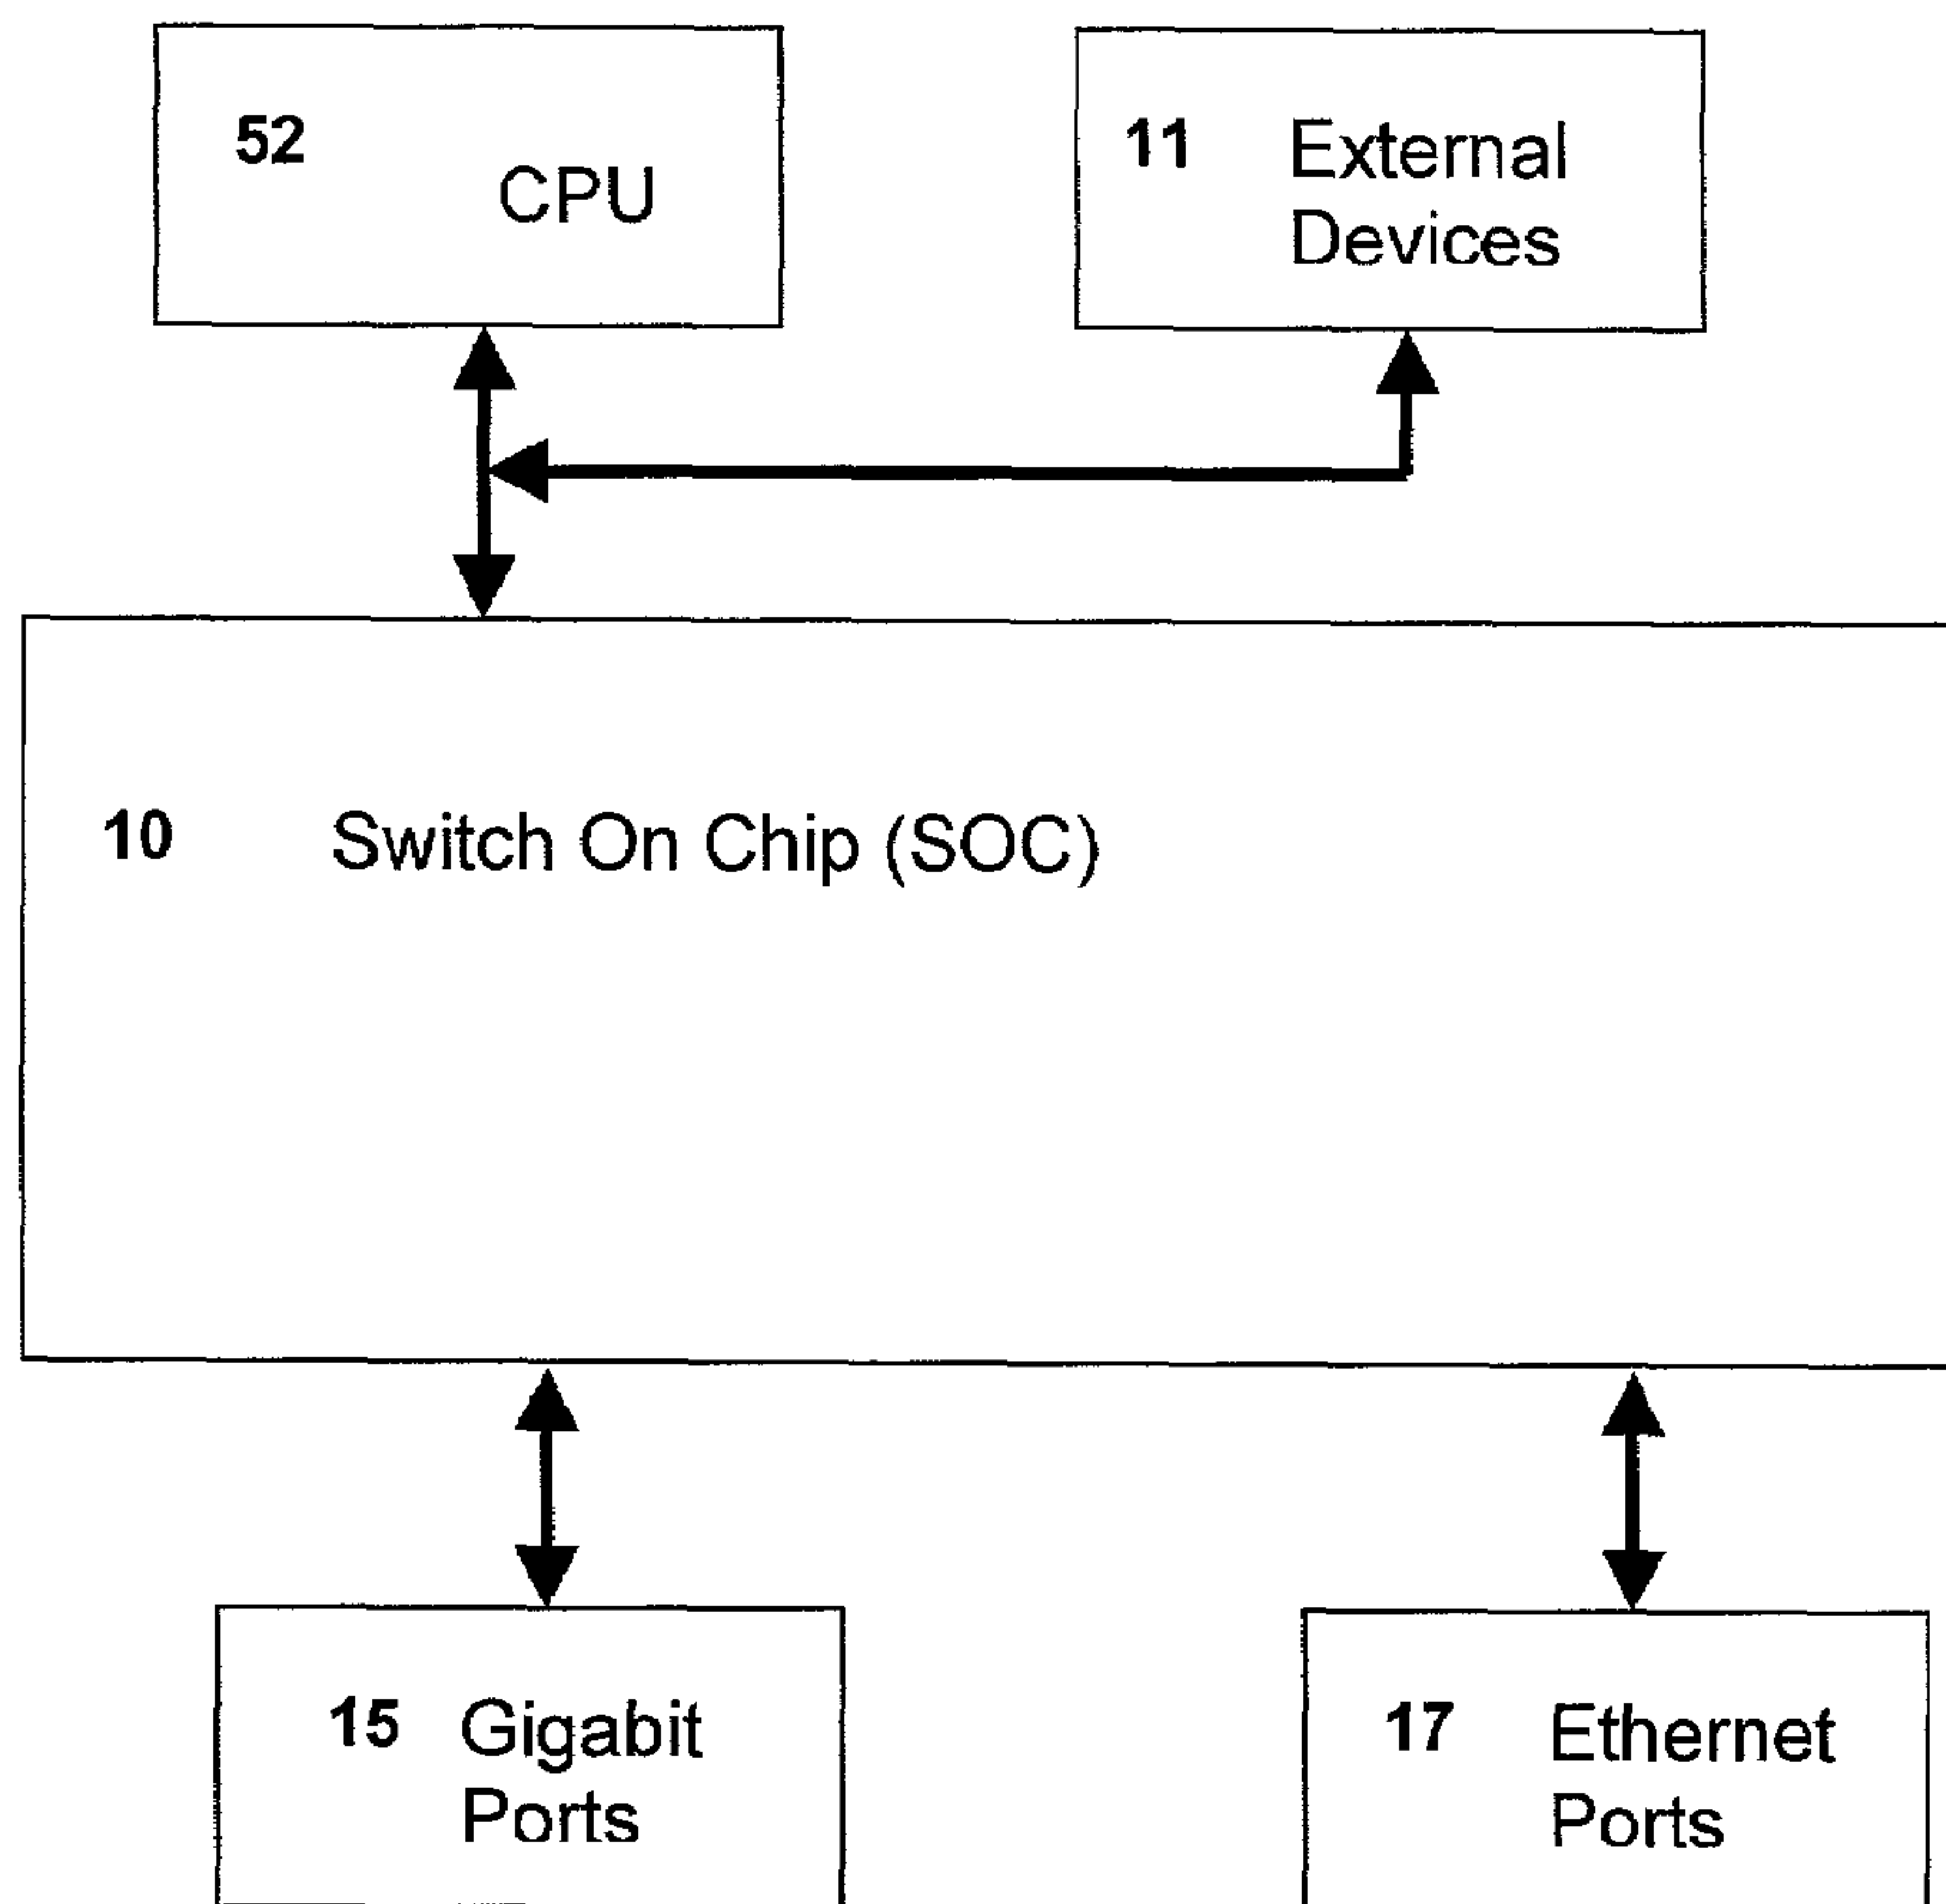 52
CPU
11 External
Devices
10 Switch On Chip (SOC)
15 Gigabit
Ports
17 Ethernet
Ports